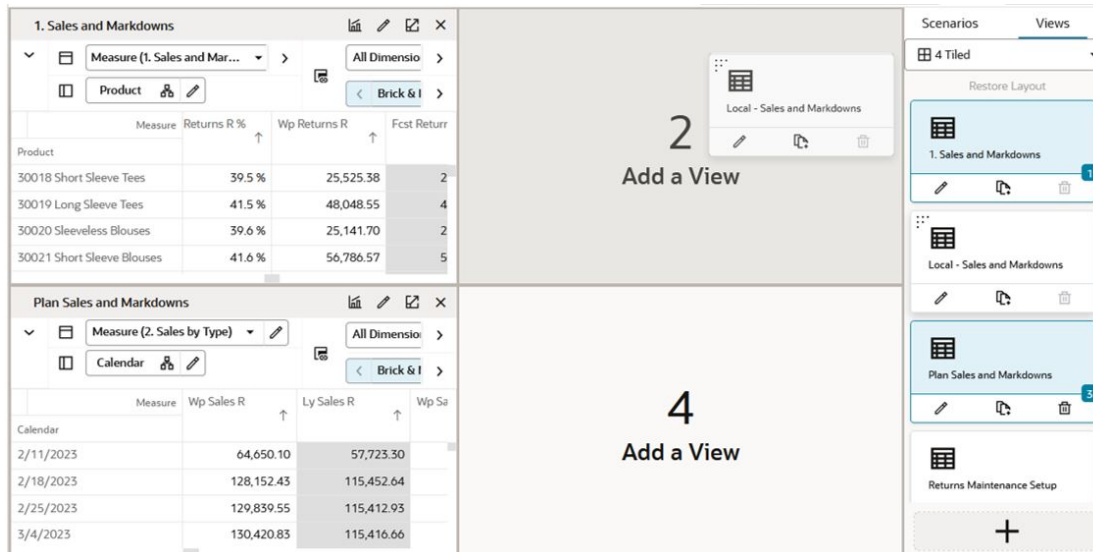 1. Sales and Markdowns
Measure (1. Sales and Mar...
All Dimensio
Product
Brick & I
Measure Returns R % Wp Returns R Fcst Returr
Product
30018 Short Sleeve Tees 39.5 % 25,525.38 2
30019 Long Sleeve Tees 41.5 % 48,048.55 4
30020 Sleeveless Blouses 39.6 % 25,141.70 2
30021 Short Sleeve Blouses 41.6 % 56,786.57 5
2
Add a View
Local - Sales and Markdowns
Plan Sales and Markdowns
Measure (2. Sales by Type)
All Dimensio
Calendar
Brick & I
Measure Wp Sales R Ly Sales R Wp Sa
Calendar
2/11/2023 64,650.10 57,723.30
2/18/2023 128,152.43 115,452.64
2/25/2023 129,839.55 115,412.93
3/4/2023 130,420.83 115,416.66
4
Add a View
Scenarios Views
4 Tiled
Restore Layout
1. Sales and Markdowns
1
Local - Sales and Markdowns
Plan Sales and Markdowns
3
Returns Maintenance Setup